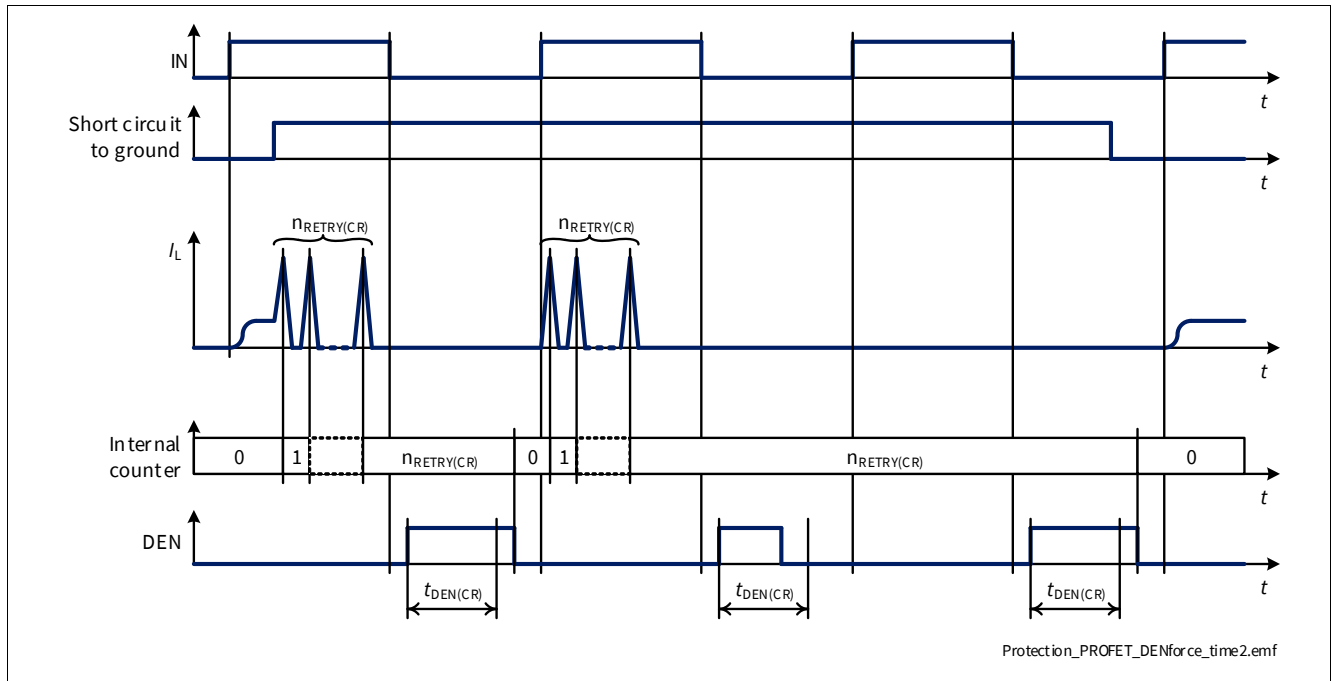 IN
t
Short circuit
to ground
t
n_RETRY(CR)
n_RETRY(CR)
I_L
t
Internal
counter
0
1
n_RETRY(CR)
0
1
n_RETRY(CR)
0
t
DEN
t
t_DEN(CR)
t_DEN(CR)
t_DEN(CR)
Protection_PROFET_DENforce_time2.emf